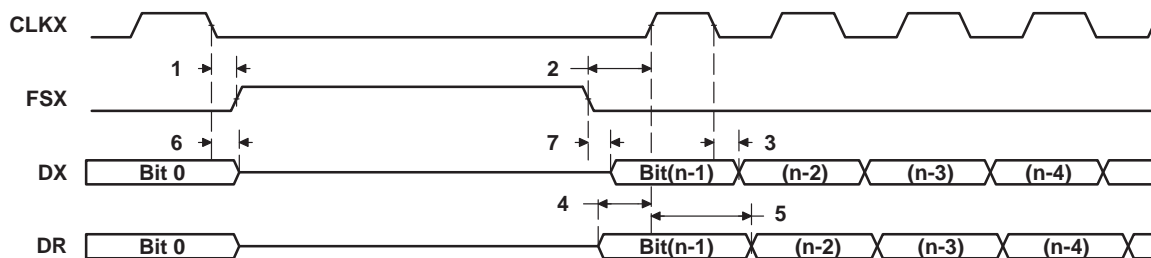 CLKX
1 2
FSX
6 7 3
DX Bit 0 Bit(n-1) (n-2) (n-3) (n-4)
4 5
DR Bit 0 Bit(n-1) (n-2) (n-3) (n-4)